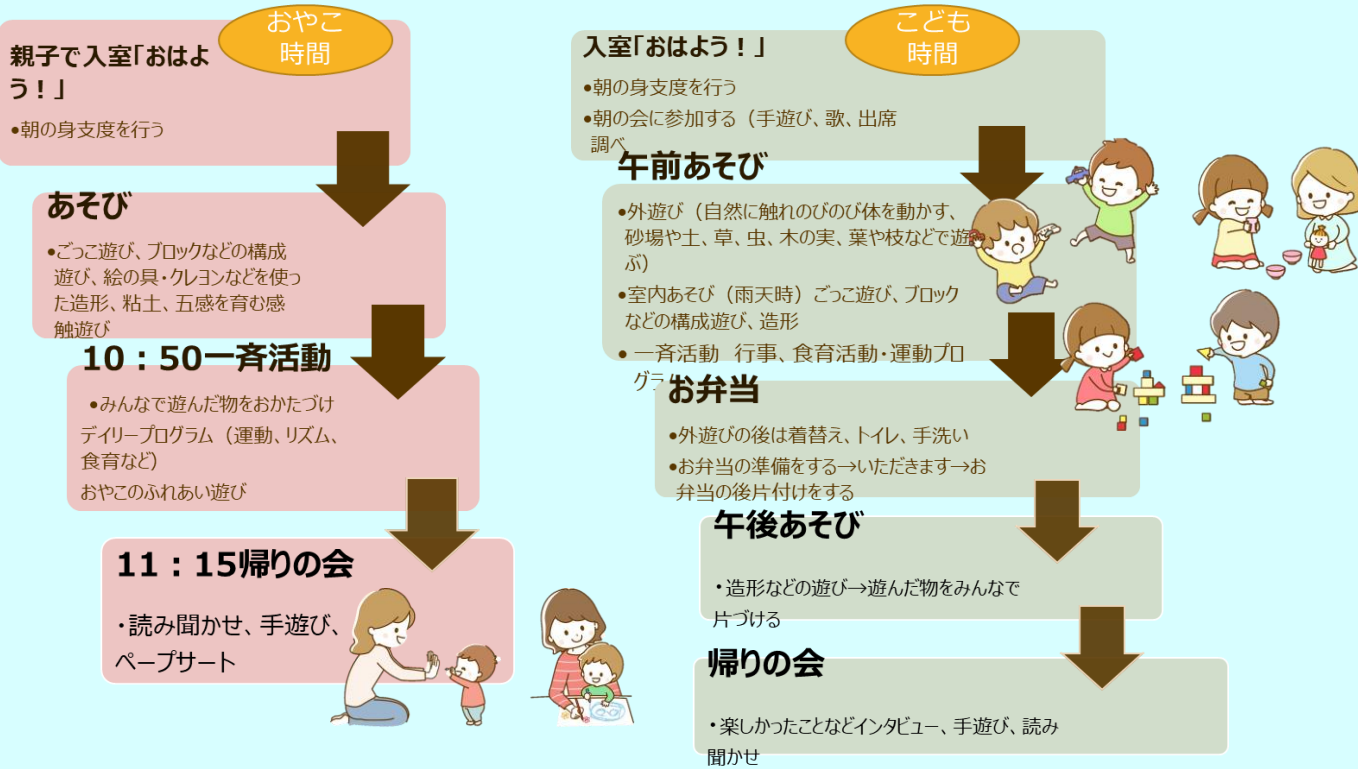 おやこ
時間
親子で入室「おはよ
う！」
•朝の身支度を行う
あそび
•ごっこ遊び、ブロックなどの構成
遊び、絵の具・クレヨンなどを使っ
た造形、粘土、五感を育む感
触遊び
10：50一斉活動
•みんなで遊んだ物をおかたづけ
デイリープログラム（運動、リズム、
食育など）
おやこのふれあい遊び
11：15帰りの会
・読み聞かせ、手遊び、
ペープサート
こども
時間
入室「おはよう！」
•朝の身支度を行う
•朝の会に参加する（手遊び、歌、出席
調べ
午前あそび
•外遊び（自然に触れのびのび体を動かす、
砂場や土、草、虫、木の実、葉や枝などで遊
ぶ）
•室内あそび（雨天時）ごっこ遊び、ブロック
などの構成遊び、造形
• 一斉活動 行事、食育活動・運動プロ
グラム
お弁当
•外遊びの後は着替え、トイレ、手洗い
•お弁当の準備をする→いただきます→お
弁当の後片付けをする
午後あそび
・造形などの遊び→遊んだ物をみんなで
片づける
帰りの会
・楽しかったことなどインタビュー、手遊び、読み
聞かせ